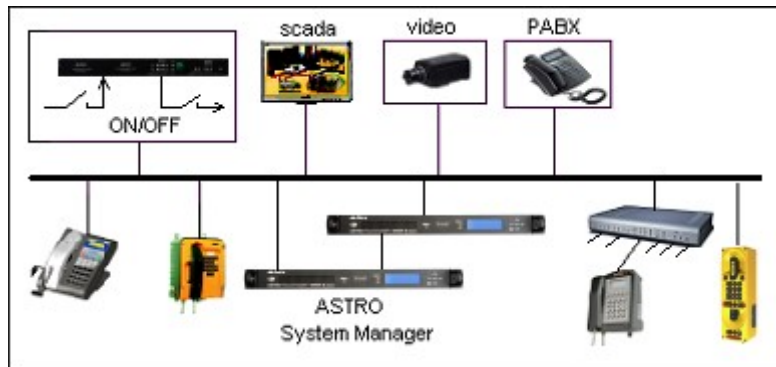 scada
video
PABX
ON/OFF
ASTRO
System Manager